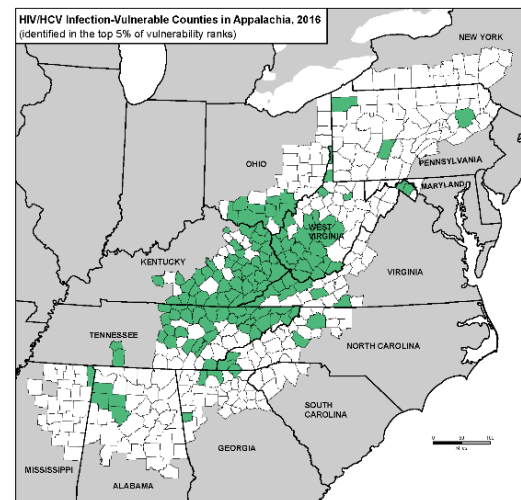 HIV/HCV Infection-Vulnerable Counties in Appalachia, 2016
(identified in the top 5% of vulnerability ranks)
NEW YORK
OHIO
PENNSYLVANIA
MARYLAND
WEST
VIRGINIA
KENTUCKY
VIRGINIA
TENNESSEE
NORTH CAROLINA
SOUTH
CAROLINA
MISSISSIPPI
ALABAMA
GEORGIA